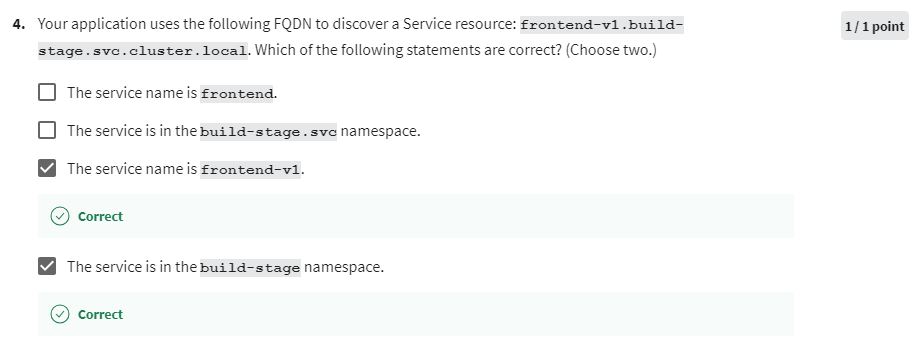 4. Your application uses the following FQDN to discover a Service resource: frontend-v1.build-
1 / 1 point
stage.svc.cluster.local. Which of the following statements are correct? (Choose two.)
The service name is frontend.
The service is in the build-stage.svc namespace.
The service name is frontend-v1.
Correct
The service is in the build-stage namespace.
Correct